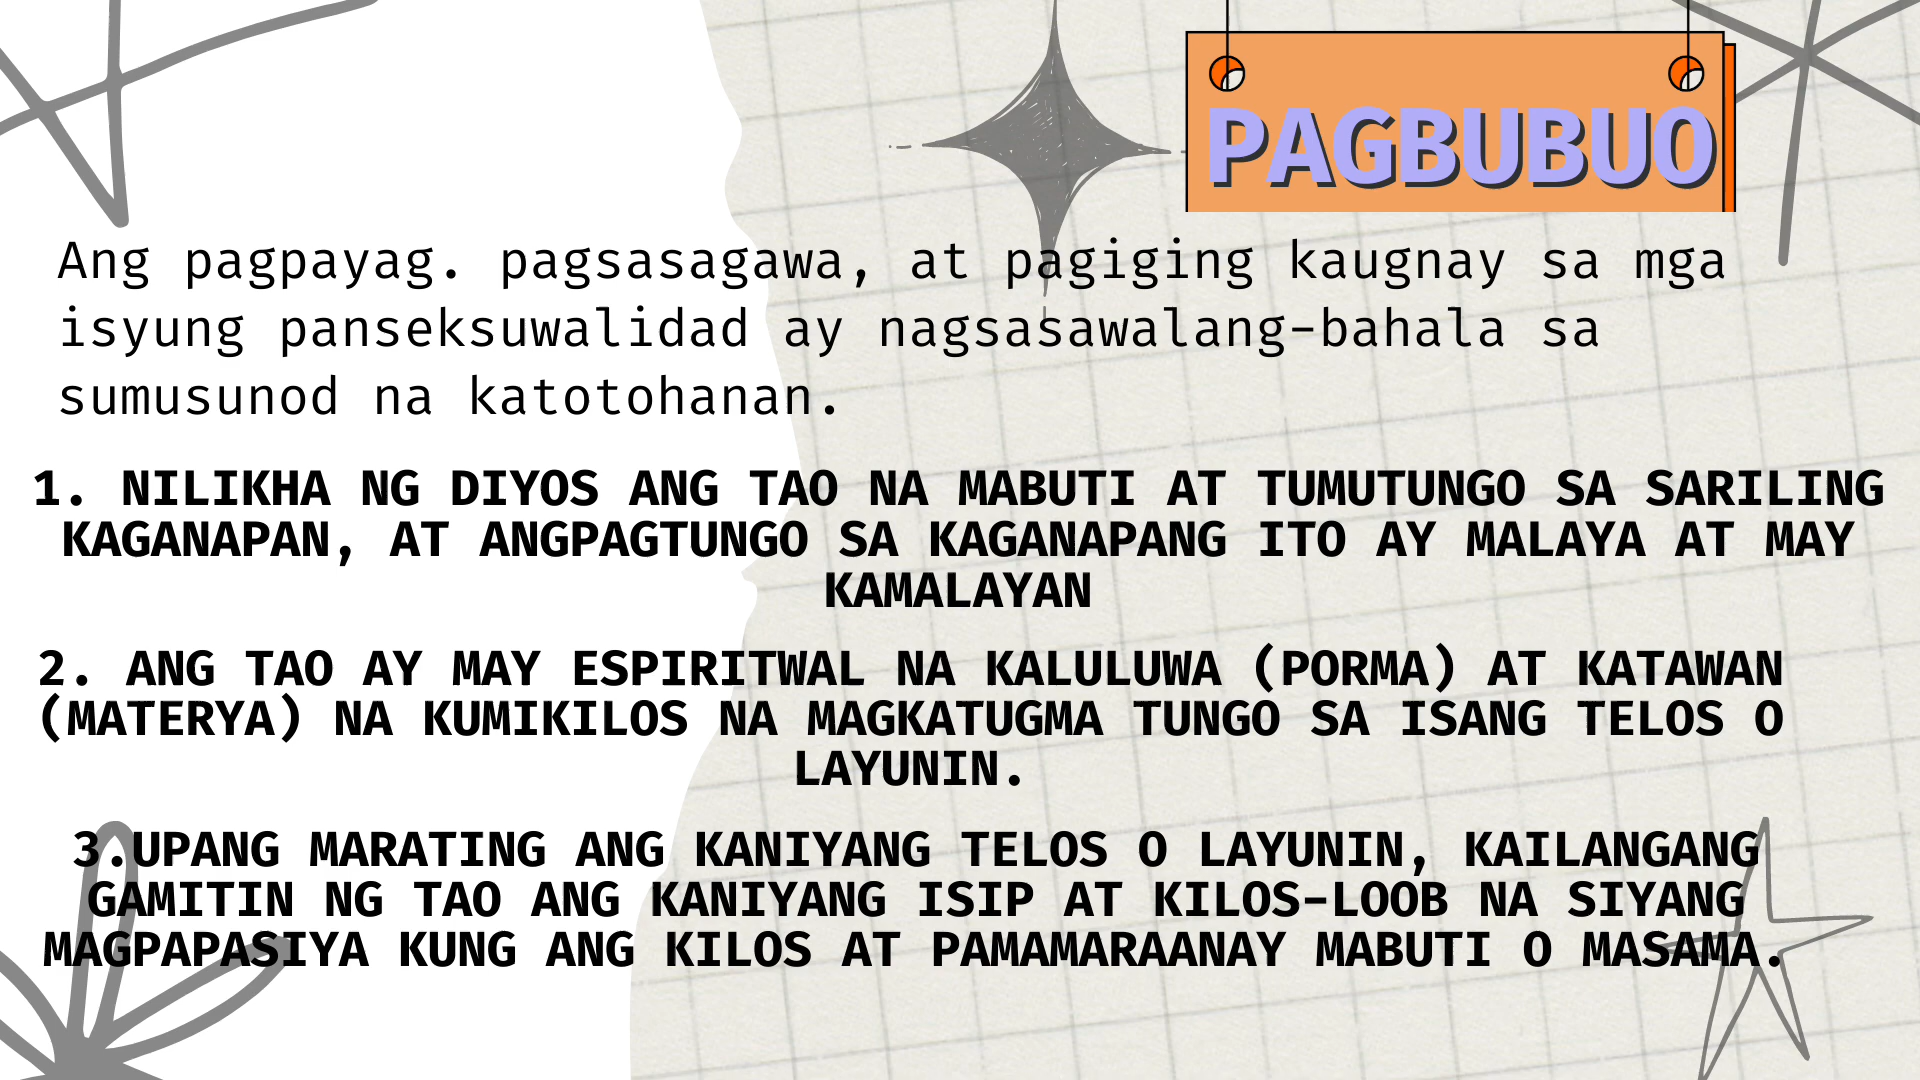 PAGBUBUO
Ang pagpayag. pagsasagawa, at pagiging kaugnay sa mga
isyung panseksuwalidad ay nagsasawalang-bahala sa
sumusunod na katotohanan.
1. NILIKHA NG DIYOS ANG TAO NA MABUTI AT TUMUTUNGO SA SARILING
KAGANAPAN, AT ANGPAGTUNGO SA KAGANAPANG ITO AY MALAYA AT MAY
KAMALAYAN
2. ANG TAO AY MAY ESPIRITWAL NA KALULUWA (PORMA) AT KATAWAN
(MATERYA) NA KUMIKILOS NA MAGKATUGMA TUNGO SA ISANG TELOS O
LAYUNIN.
3.UPANG MARATING ANG KANIYANG TELOS O LAYUNIN, KAILANGANG
GAMITIN NG TAO ANG KANIYANG ISIP AT KILOS-LOOB NA SIYANG
MAGPAPASIYA KUNG ANG KILOS AT PAMAMARAANAY MABUTI O MASAMA.